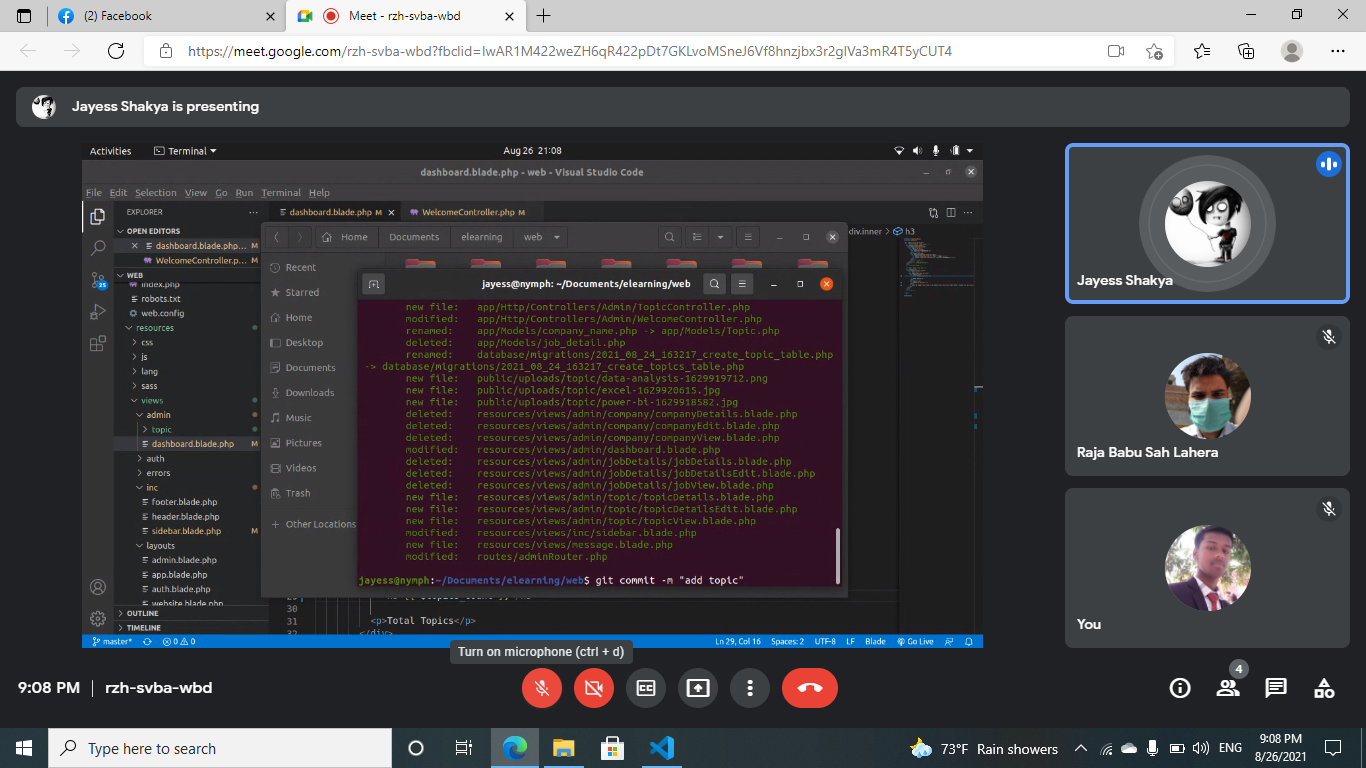 (2) Facebook
Meet - rzh-svba-wbd
https://meet.google.com/rzh-svba-wbd?fbclid=IwAR1M422weZH6qR422pDt7GKLvoMSneJ6Vf8hnzjbx3r2glVa3mR4T5yCUT4
Jayess Shakya is presenting
Activities
Terminal
Aug 26 21:08
dashboard.blade.php - web - Visual Studio Code
File Edit Selection View Go Run Terminal Help
EXPLORER
dashboard.blade.php M
WelcomeController.php M
OPEN EDITORS
dashboard.blade.php... M
WelcomeController.p... M
WEB
index.php
robots.txt
web.config
resources
css
js
lang
sass
views
admin
topic
dashboard.blade.php M
auth
errors
inc
footer.blade.php
header.blade.php
sidebar.blade.php M
layouts
admin.blade.php
app.blade.php
auth.blade.php
website.blade.php
OUTLINE
TIMELINE
25
Home Documents elearning web
div.inner > h3
Recent
Starred
Home
Desktop
Documents
Downloads
Music
Pictures
Videos
Trash
Other Locations
jayess@nymph: ~/Documents/elearning/web
new file: app/Http/Controllers/Admin/TopicController.php
modified: app/Http/Controllers/Admin/WelcomeController.php
renamed: app/Models/company_name.php -> app/Models/Topic.php
deleted: app/Models/job_detail.php
renamed: database/migrations/2021_08_24_163217_create_topic_table.php
-> database/migrations/2021_08_24_163217_create_topics_table.php
new file: public/uploads/topic/data-analysis-1629919712.png
new file: public/uploads/topic/excel-1629920615.jpg
new file: public/uploads/topic/power-bi-1629918582.jpg
deleted: resources/views/admin/company/companyDetails.blade.php
deleted: resources/views/admin/company/companyEdit.blade.php
deleted: resources/views/admin/company/companyView.blade.php
modified: resources/views/admin/dashboard.blade.php
deleted: resources/views/admin/jobDetails/jobDetails.blade.php
deleted: resources/views/admin/jobDetails/jobDetailsEdit.blade.php
deleted: resources/views/admin/jobDetails/jobView.blade.php
new file: resources/views/admin/topic/topicDetails.blade.php
new file: resources/views/admin/topic/topicDetailsEdit.blade.php
new file: resources/views/admin/topic/topicView.blade.php
modified: resources/views/inc/sidebar.blade.php
new file: resources/views/message.blade.php
modified: routes/adminRouter.php
jayess@nymph:~/Documents/elearning/web$ git commit -m "add topic"
30
31 <p>Total Topics</p>
32 </div>
master* 0 0
Ln 29, Col 16 Spaces: 2 UTF-8 LF Blade Go Live
Jayess Shakya
Raja Babu Sah Lahera
You
Turn on microphone (ctrl + d)
9:08 PM | rzh-svba-wbd
4
Type here to search
73°F Rain showers
ENG
9:08 PM
8/26/2021